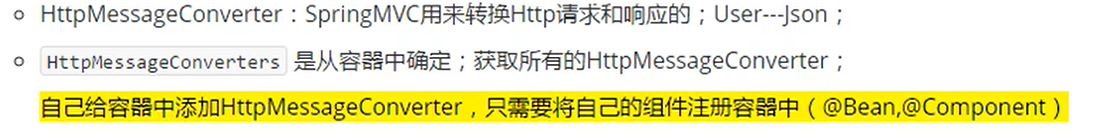 HttpMessageConverter：SpringMVC用来转换Http请求和响应的；User---Json；
HttpMessageConverters 是从容器中确定；获取所有的HttpMessageConverter；
自己给容器中添加HttpMessageConverter，只需要将自己的组件注册容器中（@Bean,@Component）